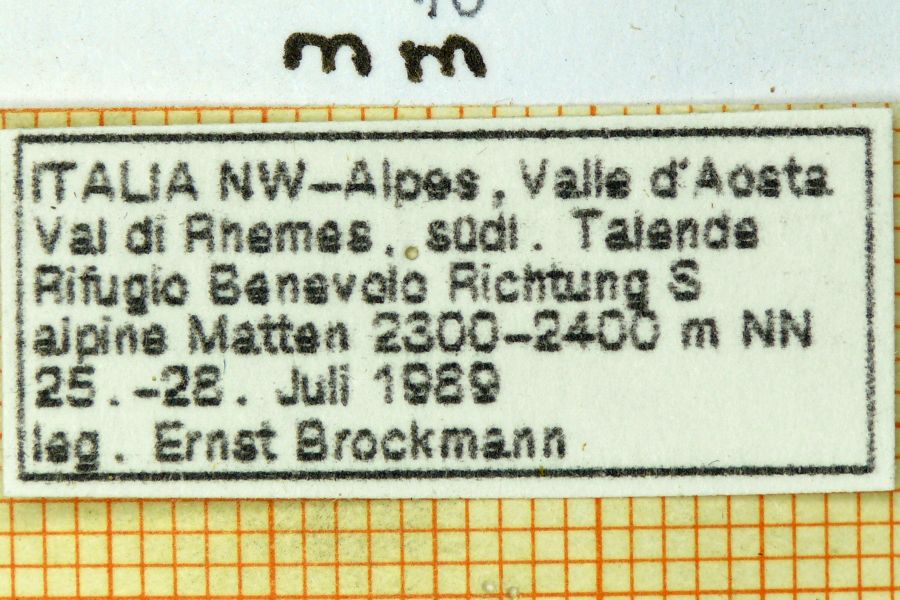 mm
ITALIA NW-Alpes, Valle d'Aosta
Val di Rhemes, südl. Talende
Rifugio Benevolo Richtung S
alpine Matten 2300-2400 m NN
25.-28. Juli 1989
leg. Ernst Brockmann